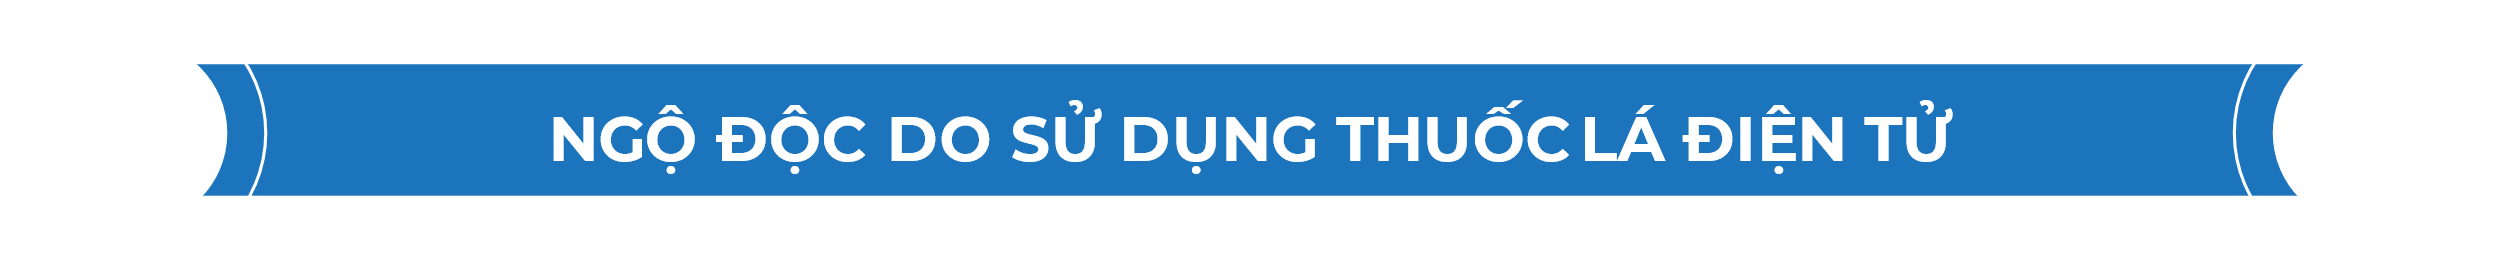 NGỘ ĐỘC DO SỬ DỤNG THUỐC LÁ ĐIỆN TỬ